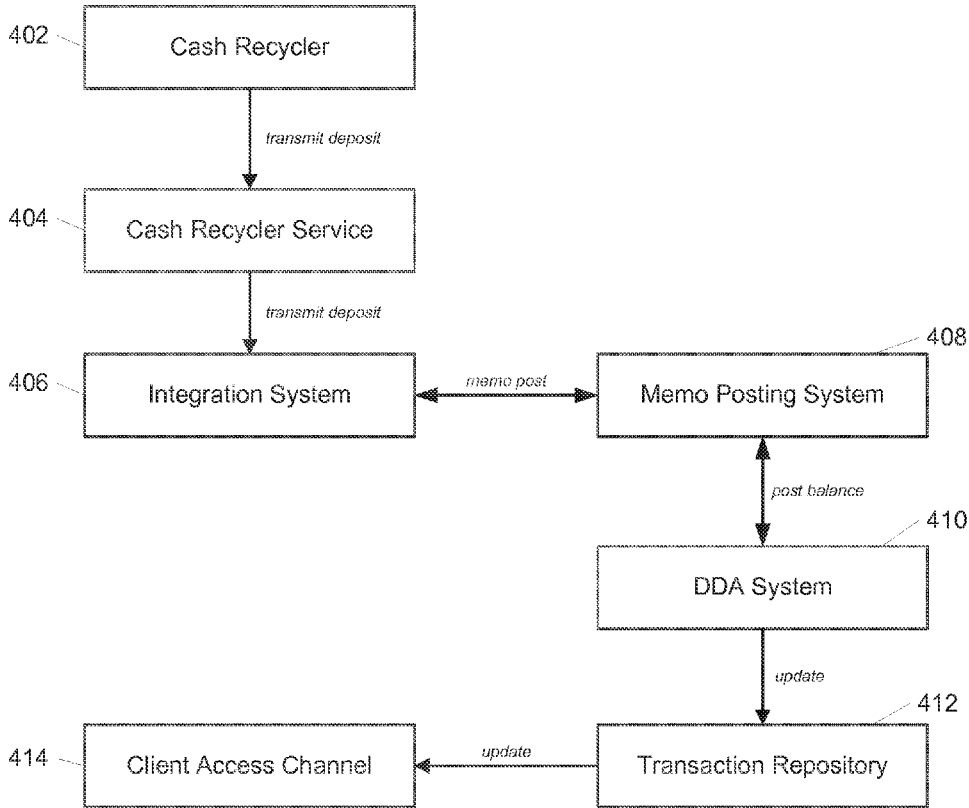 402
Cash Recycler
transmit deposit
404
Cash Recycler Service
transmit deposit
408
406
Integration System
memo post
Memo Posting System
post balance
410
DDA System
update
412
414
Client Access Channel
update
Transaction Repository